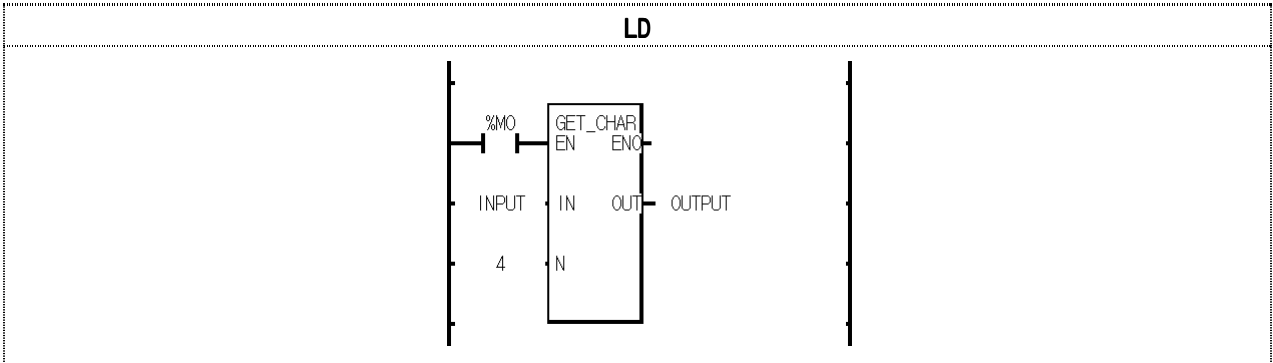 LD
%M0 GET_CHAR
EN ENO
INPUT IN OUT OUTPUT
4 N